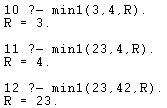 10 ?- min1(3,4,R).
R = 3.
11 ?- min1(23,4,R).
R = 4.
12 ?- min1(23,42,R).
R = 23.